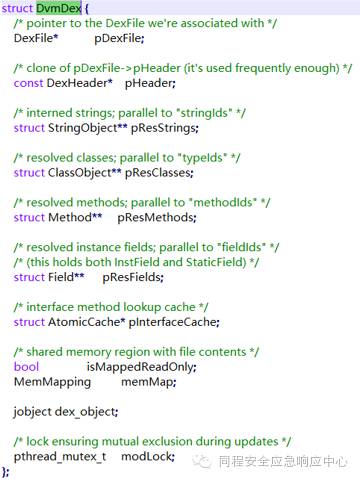 struct DvmDex {
/* pointer to the DexFile we're associated with */
DexFile* pDexFile;
/* clone of pDexFile->pHeader (it's used frequently enough) */
const DexHeader* pHeader;
/* interned strings; parallel to "stringIds" */
struct StringObject** pResStrings;
/* resolved classes; parallel to "typeIds" */
struct ClassObject** pResClasses;
/* resolved methods; parallel to "methodIds" */
struct Method** pResMethods;
/* resolved instance fields; parallel to "fieldIds" */
/* (this holds both InstField and StaticField) */
struct Field** pResFields;
/* interface method lookup cache */
struct AtomicCache* pInterfaceCache;
/* shared memory region with file contents */
bool isMappedReadOnly;
MemMapping memMap;
jobject dex_object;
/* lock ensuring mutual exclusion during updates */
pthread_mutex_t modLock;
};
同程安全应急响应中心